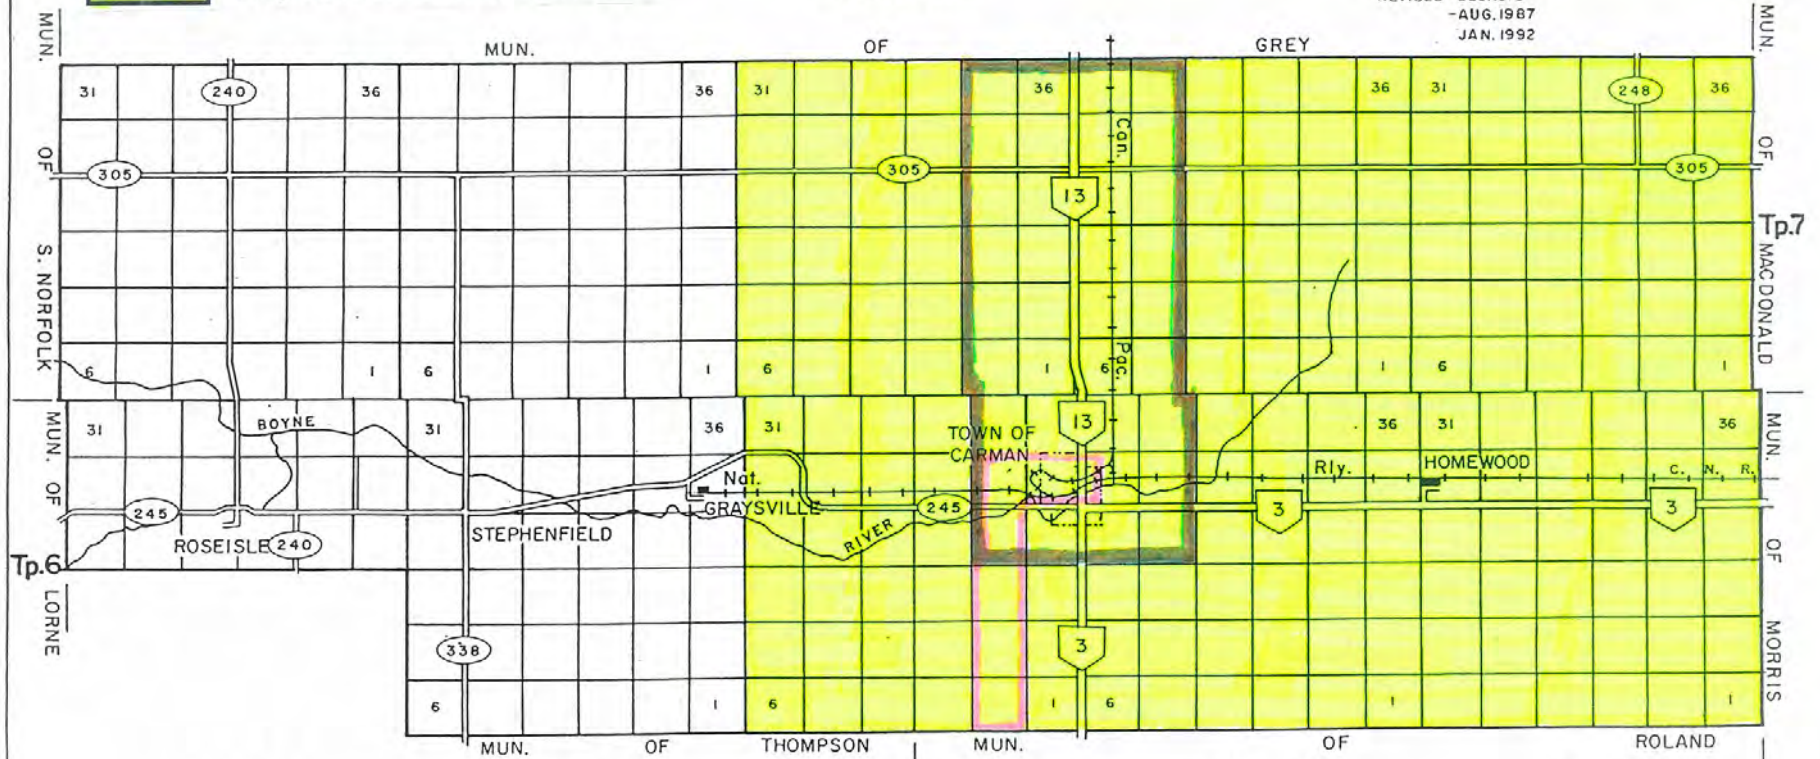 -AUG. 1987
JAN. 1992
MUN. OF GREY
MUN. OF S. NORFOLK
MUN. OF MACDONALD
31 240 36 36 31 36 36 31 248 36
Can.
305 305 305
13
Tp.7
Pac.
6 1 6 1 6 1 6 1 6 1
MUN. OF LORNE
MUN. OF MORRIS
31 BOYNE 31 36 31 13 36 31 36
TOWN OF
CARMAN
Nat. Rly. HOMEWOOD C. N. R.
245 GRAYSVILLE 245 3 3
ROSEISLE 240 STEPHENFIELD RIVER
Tp.6
338 3
6 1 6 1 6 1 1
MUN. OF THOMPSON MUN. OF ROLAND